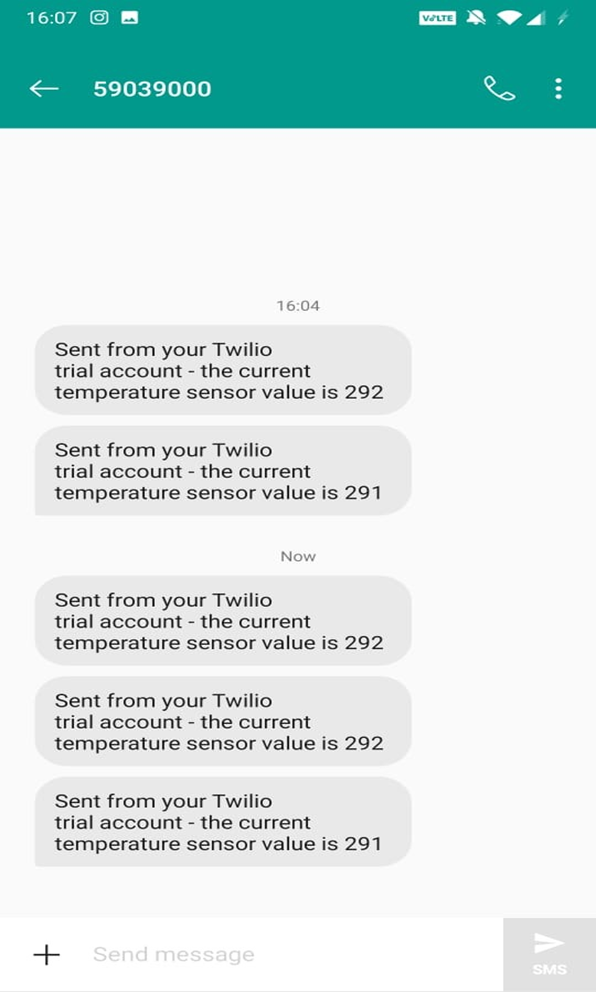 16:07 VoLTE
59039000
16:04
Sent from your Twilio
trial account - the current
temperature sensor value is 292
Sent from your Twilio
trial account - the current
temperature sensor value is 291
Now
Sent from your Twilio
trial account - the current
temperature sensor value is 292
Sent from your Twilio
trial account - the current
temperature sensor value is 292
Sent from your Twilio
trial account - the current
temperature sensor value is 291
Send message
SMS